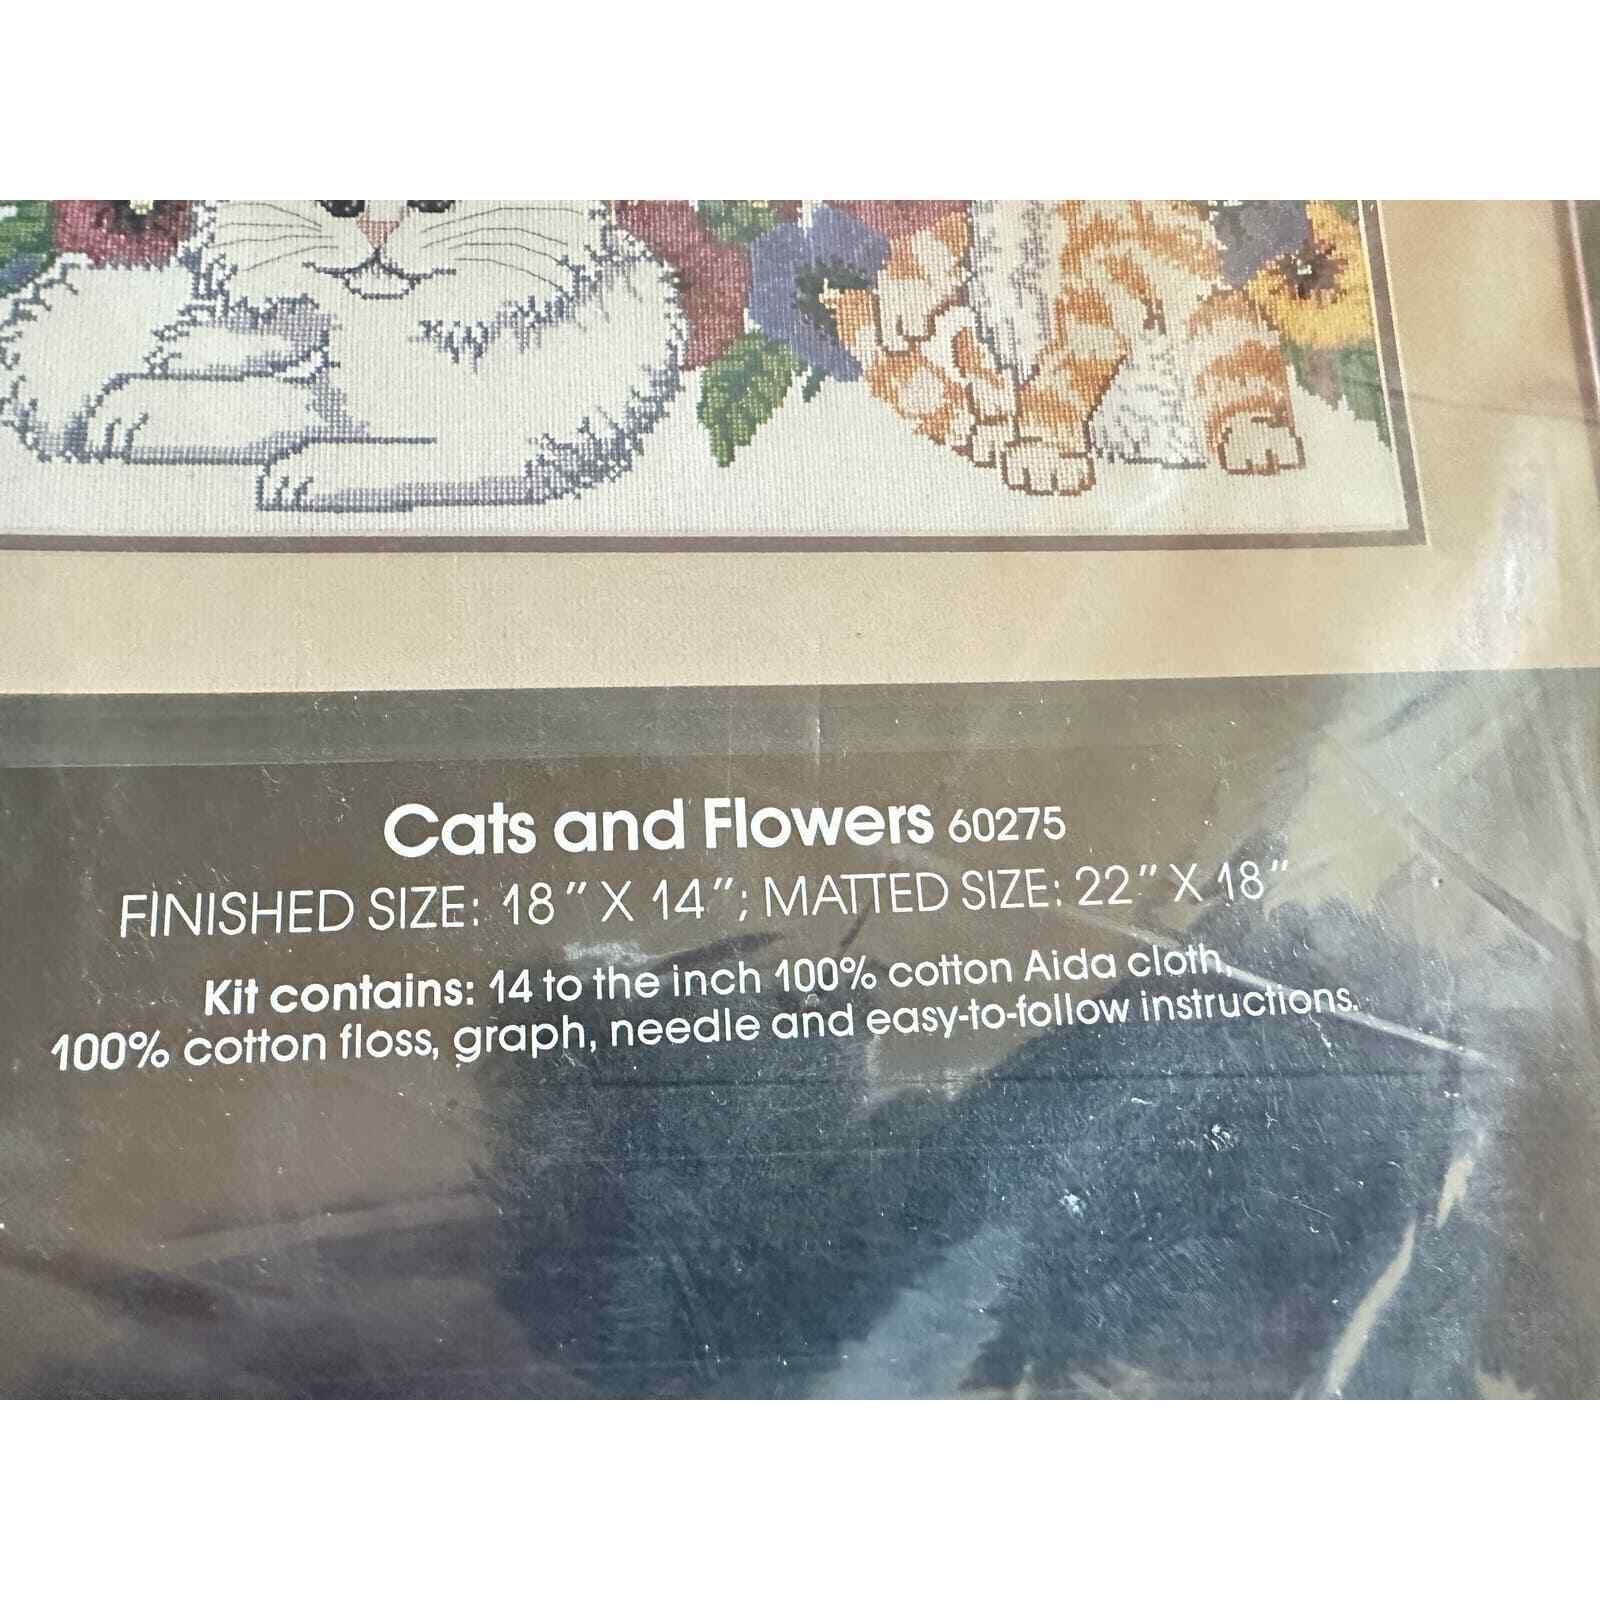 Cats and Flowers 60275
FINISHED SIZE: 18" X 14"; MATTED SIZE: 22" X 18"
Kit contains: 14 to the inch 100% cotton Aida cloth,
100% cotton floss, graph, needle and easy-to-follow instructions.